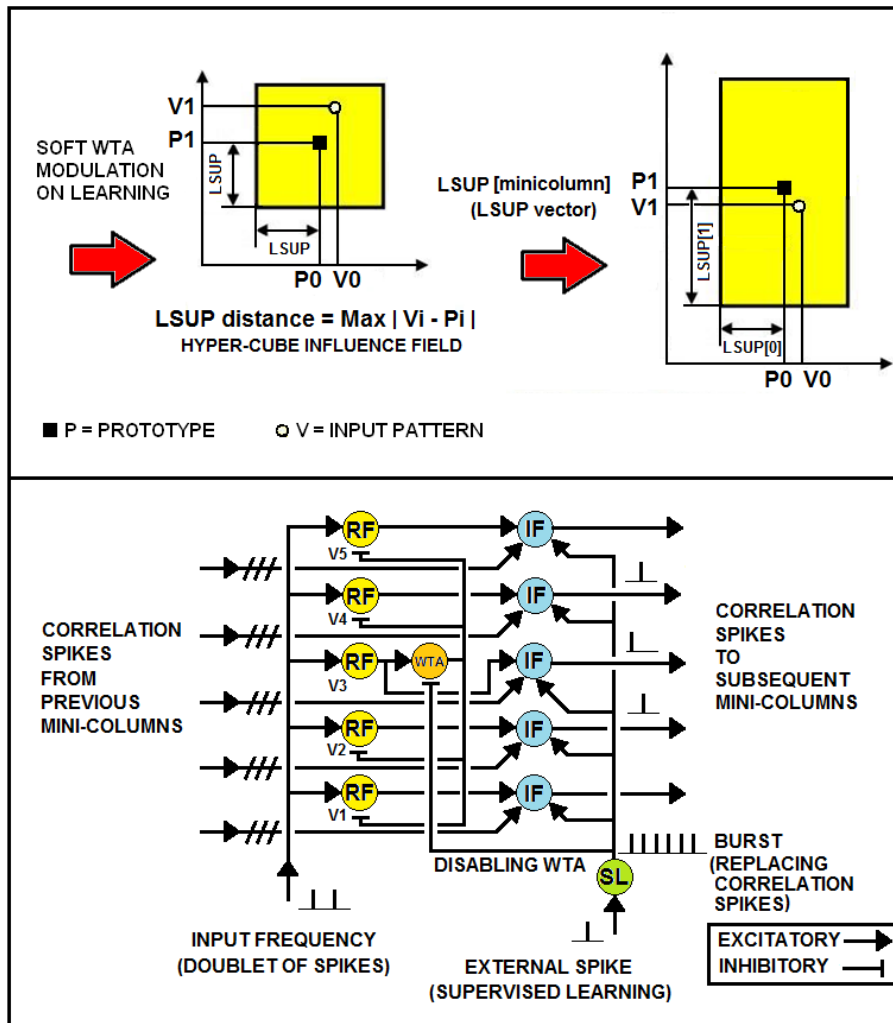 V1
P1
LSUP
LSUP
P0 V0
SOFT WTA
MODULATION
ON LEARNING
LSUP distance = Max | Vi - Pi |
HYPER-CUBE INFLUENCE FIELD
LSUP [minicolumn]
(LSUP vector)
P1
V1
LSUP[1]
LSUP[0]
P0 V0
P = PROTOTYPE
V = INPUT PATTERN
RF
IF
V5
RF
IF
V4
RF
WTA
IF
V3
RF
IF
V2
RF
IF
V1
CORRELATION
SPIKES
FROM
PREVIOUS
MINI-COLUMNS
CORRELATION
SPIKES
TO
SUBSEQUENT
MINI-COLUMNS
DISABLING WTA
SL
BURST
(REPLACING
CORRELATION
SPIKES)
INPUT FREQUENCY
(DOUBLET OF SPIKES)
EXTERNAL SPIKE
(SUPERVISED LEARNING)
EXCITATORY
INHIBITORY